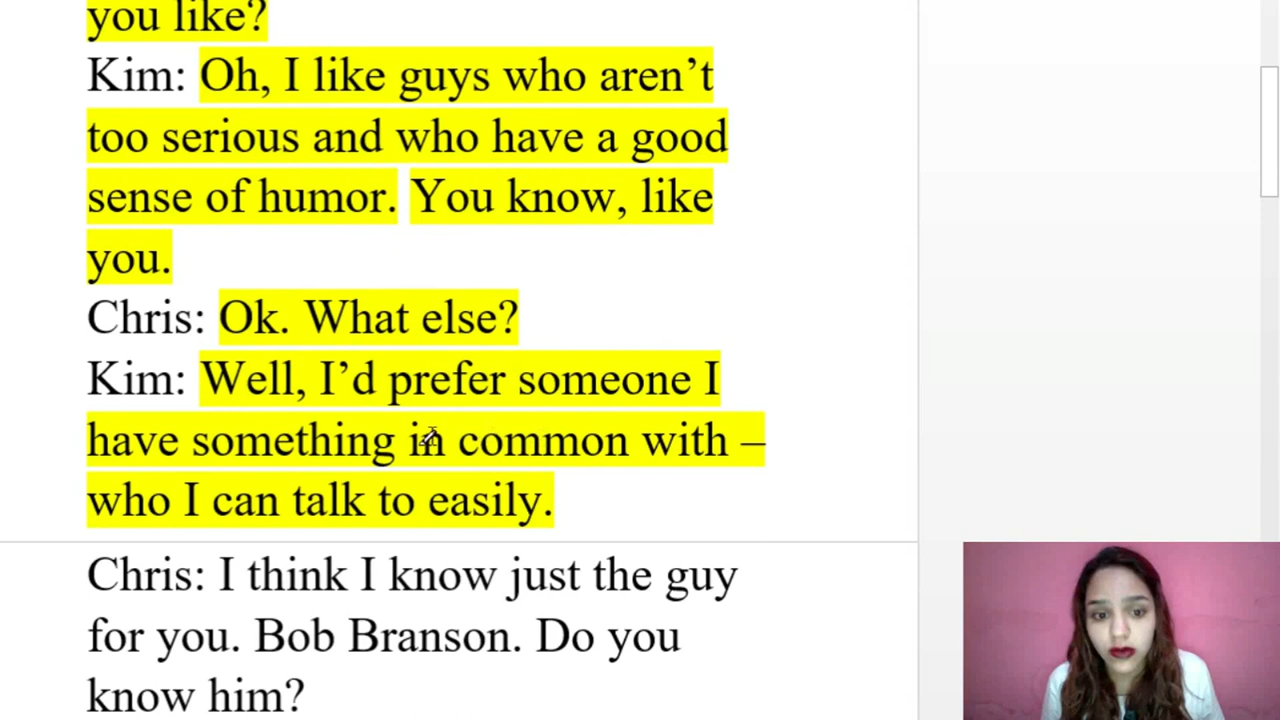 you like?
Kim: Oh, I like guys who aren’t
too serious and who have a good
sense of humor. You know, like
you.
Chris: Ok. What else?
Kim: Well, I’d prefer someone I
have something in common with –
who I can talk to easily.
Chris: I think I know just the guy
for you. Bob Branson. Do you
know him?